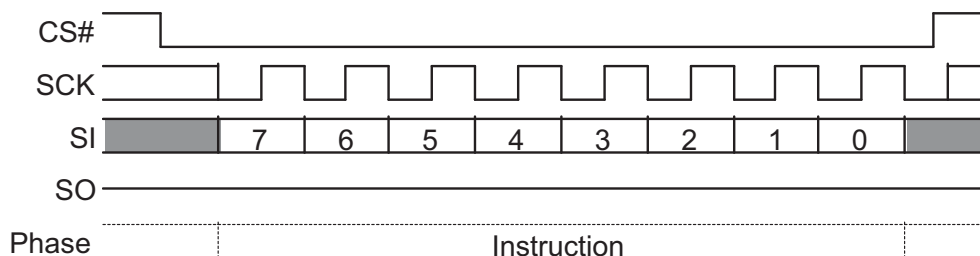 CS#
SCK
SI 7 6 5 4 3 2 1 0
SO
Phase Instruction